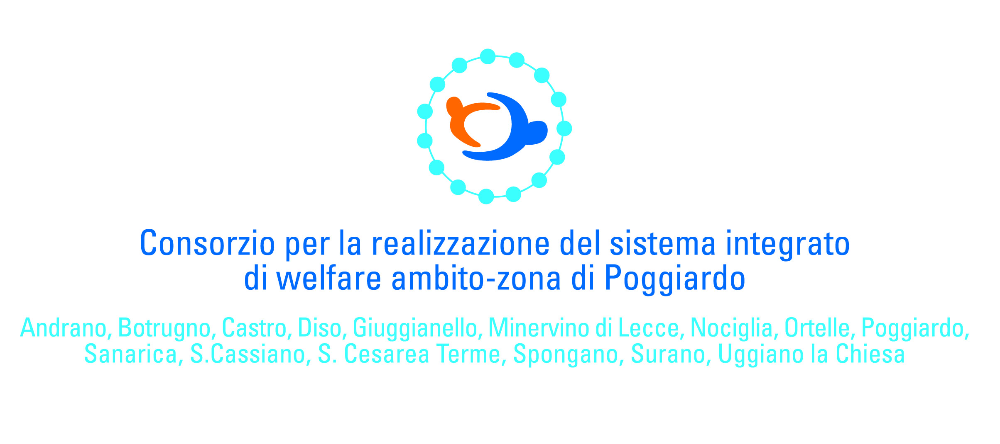 Consorzio per la realizzazione del sistema integrato
di welfare ambito-zona di Poggiardo
Andrano, Botrugno, Castro, Diso, Giuggianello, Minervino di Lecce, Nociglia, Ortelle, Poggiardo,
Sanarica, S.Cassiano, S. Cesarea Terme, Spongano, Surano, Uggiano la Chiesa